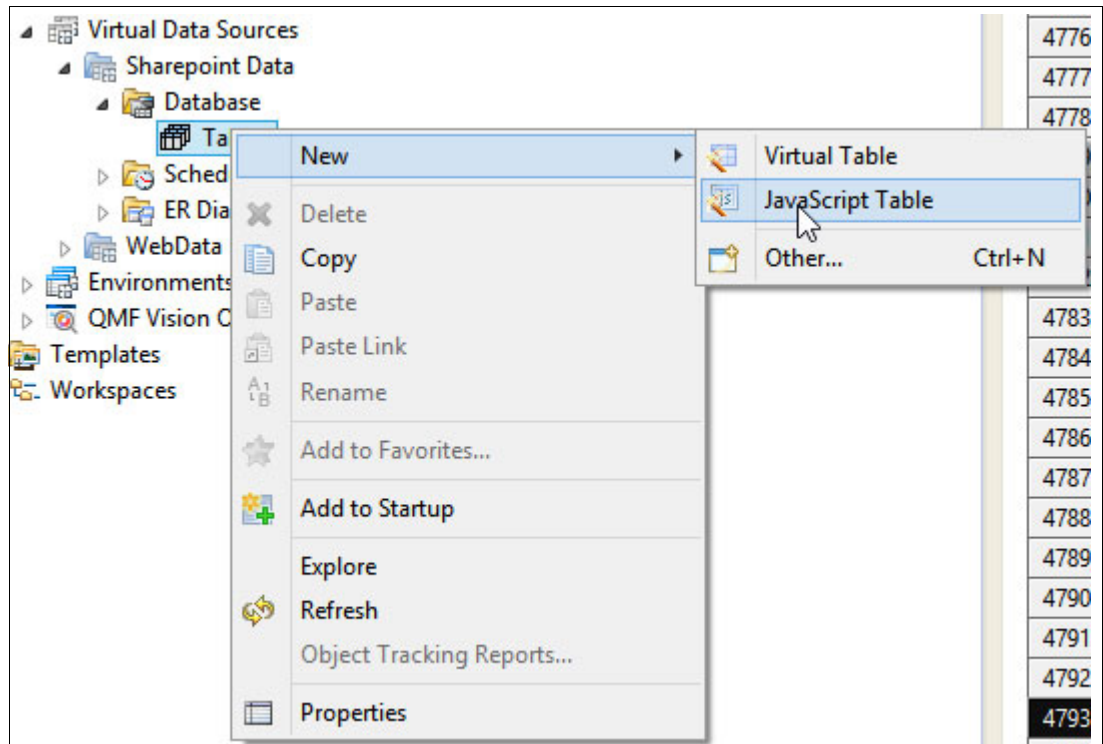 Virtual Data Sources
Sharepoint Data
Database
Ta
Sched
ER Dia
WebData
Environments
QMF Vision C
Templates
Workspaces
New
Delete
Copy
Paste
Paste Link
Rename
Add to Favorites...
Add to Startup
Explore
Refresh
Object Tracking Reports...
Properties
Virtual Table
JavaScript Table
Other... Ctrl+N
4776
4777
4778
4783
4784
4785
4786
4787
4788
4789
4790
4791
4792
4793